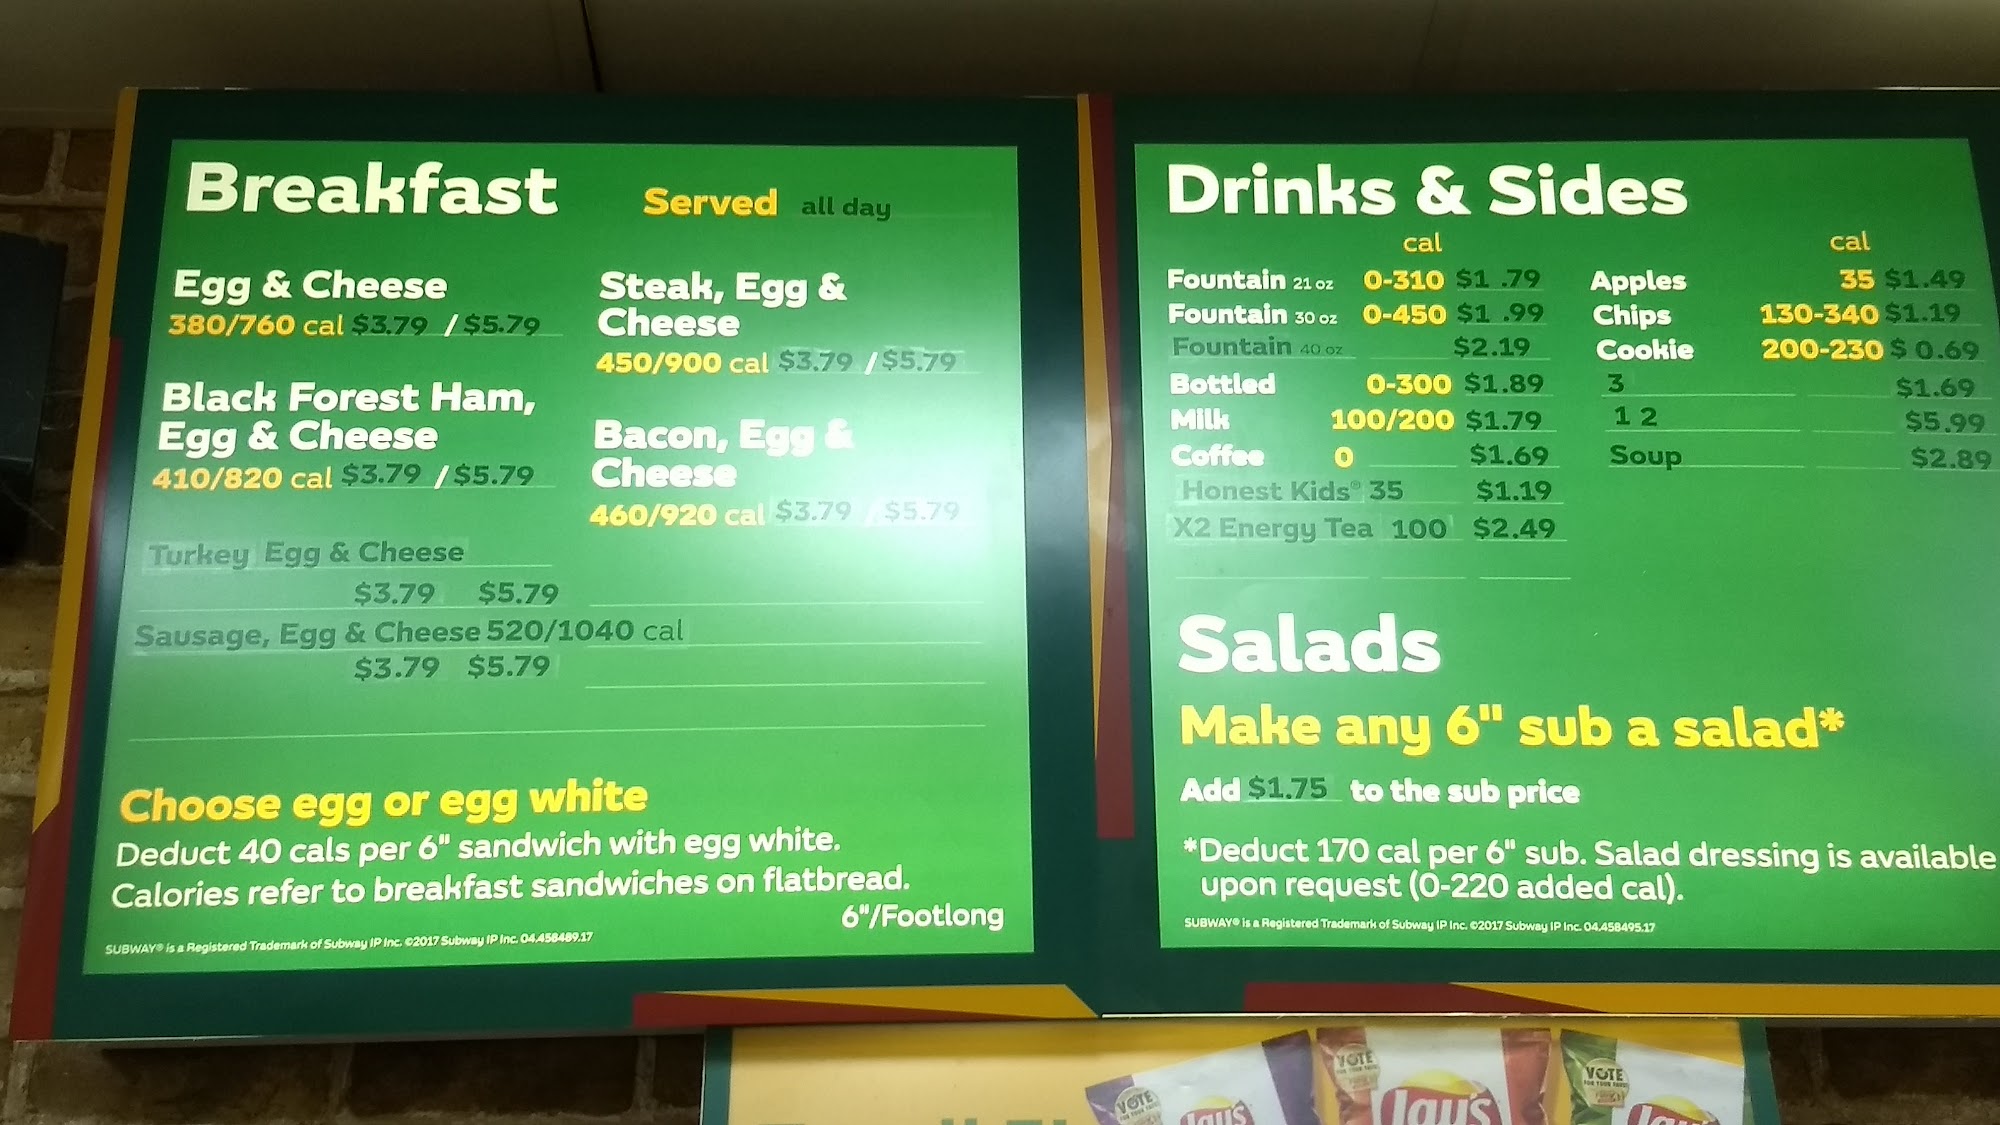 Breakfast Served all day
Egg & Cheese
380/760 cal $3.79 / $5.79
Black Forest Ham,
Egg & Cheese
410/820 cal $3.79 / $5.79
Turkey Egg & Cheese
$3.79 $5.79
Sausage, Egg & Cheese 520/1040 cal
$3.79 $5.79
Steak, Egg &
Cheese
450/900 cal $3.79 / $5.79
Bacon, Egg &
Cheese
460/920 cal $3.79 / $5.79
Choose egg or egg white
Deduct 40 cals per 6" sandwich with egg white.
Calories refer to breakfast sandwiches on flatbread.
6"/Footlong
SUBWAY® is a Registered Trademark of Subway IP Inc. ©2017 Subway IP Inc. 04.458489.17
Drinks & Sides
cal
Fountain 21 oz 0-310 $1 .79
Fountain 30 oz 0-450 $1 .99
Fountain 40 oz $2.19
Bottled 0-300 $1.89
Milk 100/200 $1.79
Coffee 0 $1.69
Honest Kids® 35 $1.19
X2 Energy Tea 100 $2.49
cal
Apples 35 $1.49
Chips 130-340 $1.19
Cookie 200-230 $ 0.69
3 $1.69
1 2 $5.99
Soup $2.89
Salads
Make any 6" sub a salad*
Add $1.75 to the sub price
*Deduct 170 cal per 6" sub. Salad dressing is available
upon request (0-220 added cal).
SUBWAY® is a Registered Trademark of Subway IP Inc. ©2017 Subway IP Inc. 04.458495.17
VOTE
Lay's
VOTE
Lay's
VOTE
Lay's